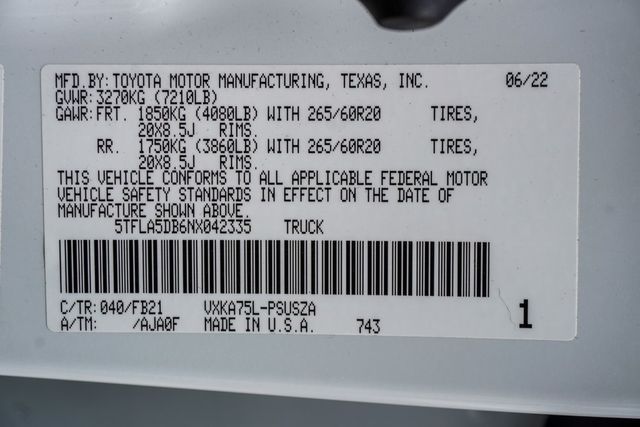 MFD. BY: TOYOTA MOTOR MANUFACTURING, TEXAS, INC. 06/22
GVWR: 3270KG (7210LB)
GAWR: FRT. 1850KG (4080LB) WITH 265/60R20 TIRES,
20X8.5J RIMS.
RR. 1750KG (3860LB) WITH 265/60R20 TIRES,
20X8.5J RIMS.
THIS VEHICLE CONFORMS TO ALL APPLICABLE FEDERAL MOTOR
VEHICLE SAFETY STANDARDS IN EFFECT ON THE DATE OF
MANUFACTURE SHOWN ABOVE.
5TFLA5DB6NX042335 TRUCK
C/TR: 040/FB21 VXKA75L-PSUSZA
A/TM: /AJA0F MADE IN U.S.A. 743
1